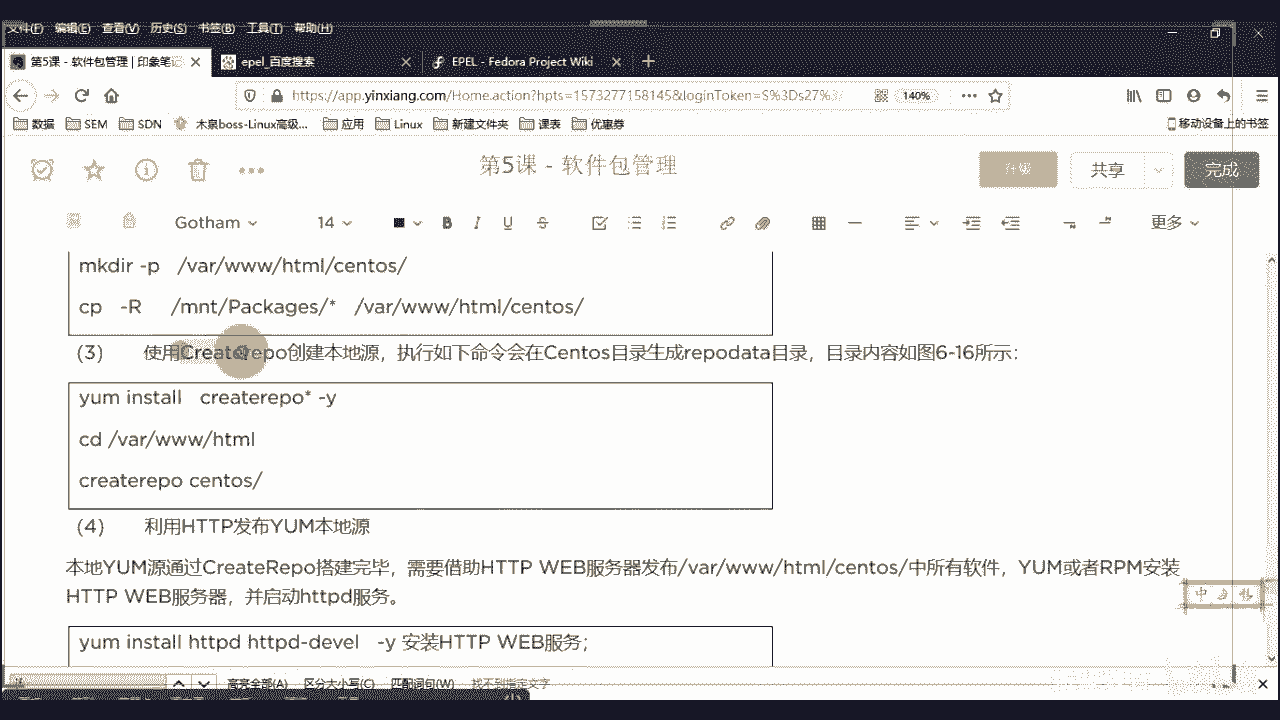 文件(F) 编辑(E) 查看(V) 历史(S) 书签(B) 工具(T) 帮助(H)
第5课 - 软件包管理 | 印象笔记 epel_百度搜索 EPEL - Fedora Project Wiki
https://app.yinxiang.com/Home.action?hpts=1573277158145&loginToken=S%3Ds27%3 140%
数据 SEM SDN 木泉boss-Linux高级... 应用 Linux 新建文件夹 课表 优惠券 移动设备上的书签
第5课 - 软件包管理 升级 共享 完成
Gotham 14 B I U S 更多
mkdir -p /var/www/html/centos/
cp -R /mnt/Packages/* /var/www/html/centos/
(3) 使用Createrepo创建本地源，执行如下命令会在Centos目录生成repodata目录，目录内容如图6-16所示：
yum install createrepo* -y
cd /var/www/html
createrepo centos/
(4) 利用HTTP发布YUM本地源
本地YUM源通过CreateRepo搭建完毕，需要借助HTTP WEB服务器发布/var/www/html/centos/中所有软件，YUM或者RPM安装
HTTP WEB服务器，并启动httpd服务。
yum install httpd httpd-devel -y 安装HTTP WEB服务；
高亮全部(A) 区分大小写(C) 匹配词句(W) 找不到指定文字